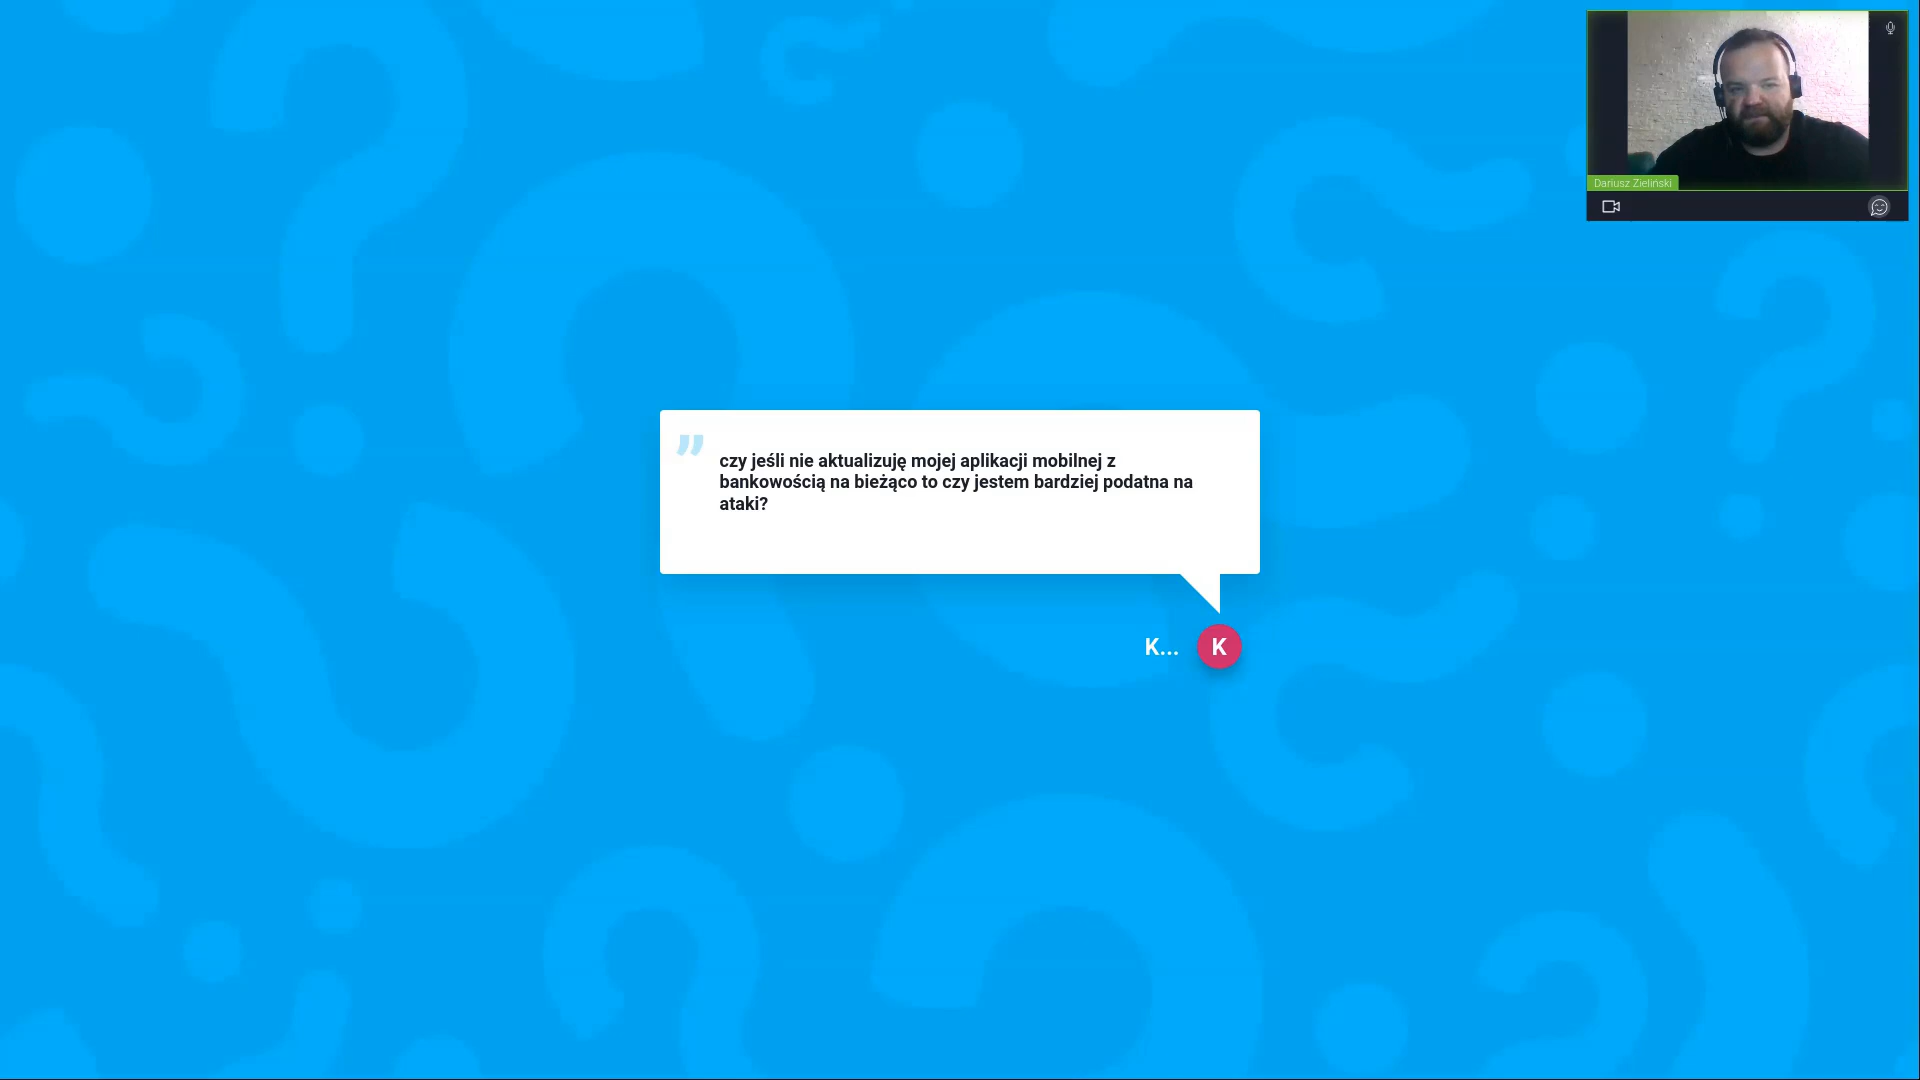 Dariusz Zieliński
czy jeśli nie aktualizuję mojej aplikacji mobilnej z
bankowością na bieżąco to czy jestem bardziej podatna na
ataki?
K... K